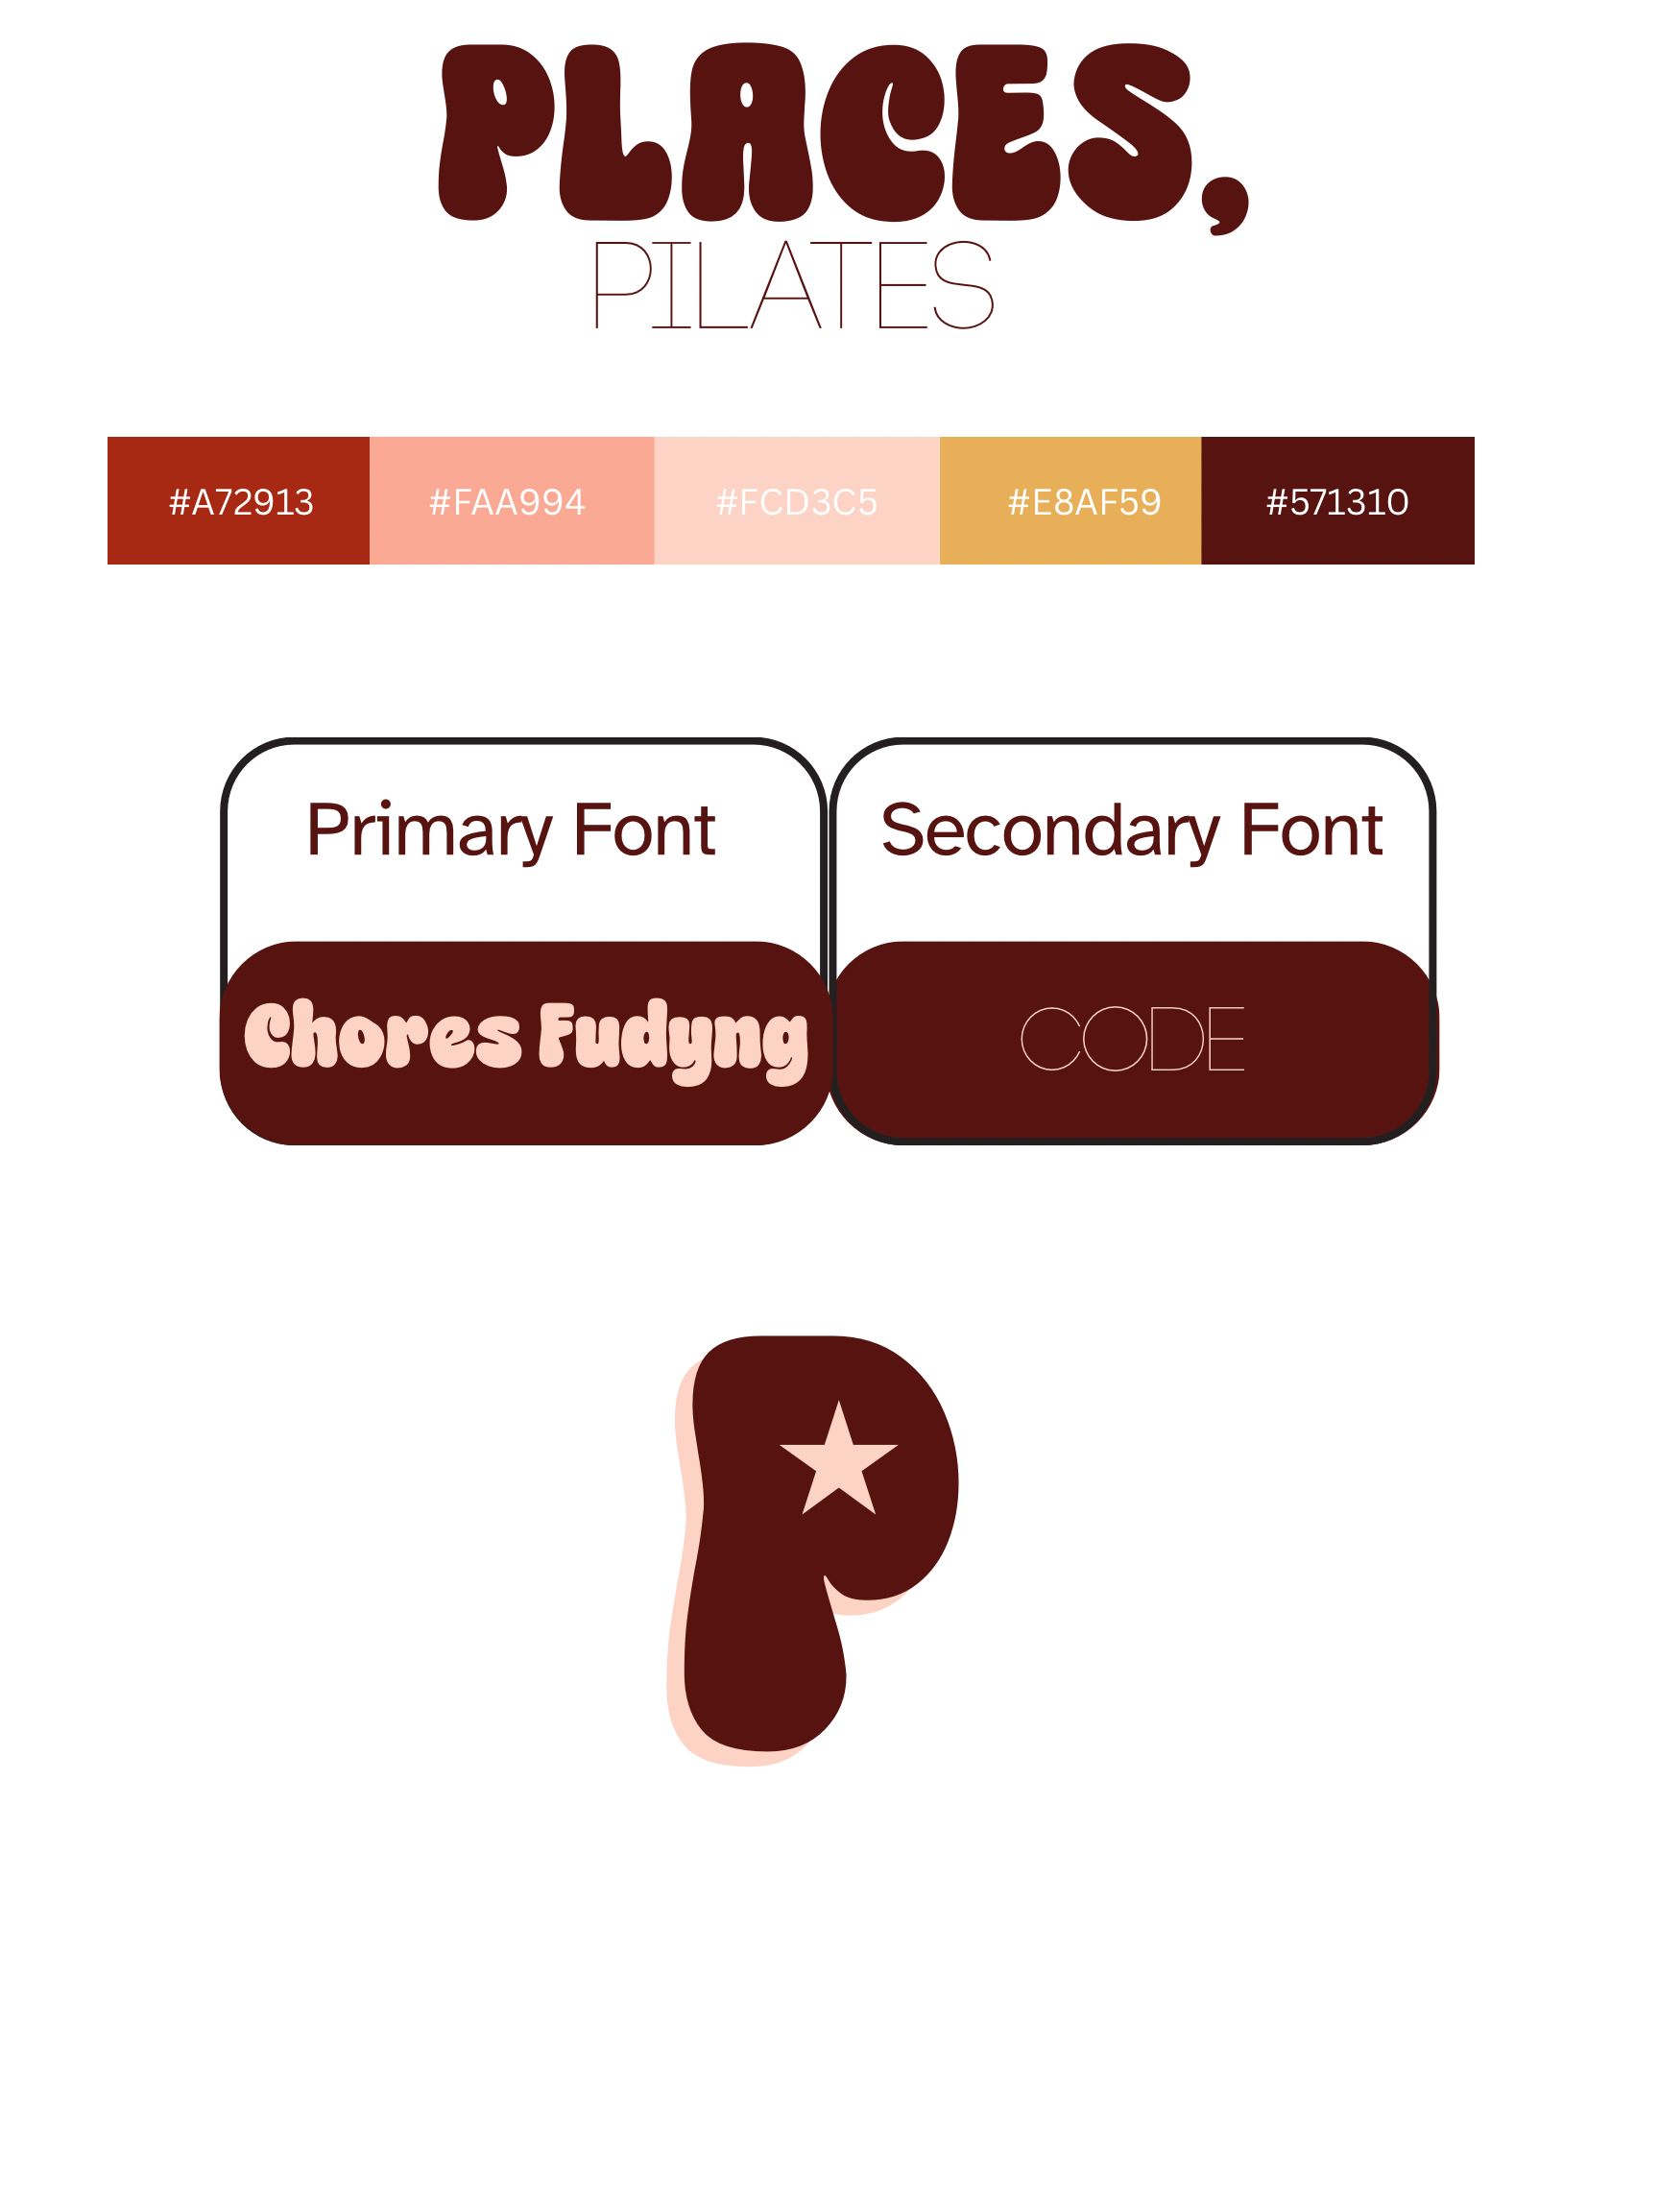 PLACES,
PILATES
#A72913 #FAA994 #FCD3C5 #E8AF59 #571310
Primary Font Secondary Font
Chores Fudyng CODE
P